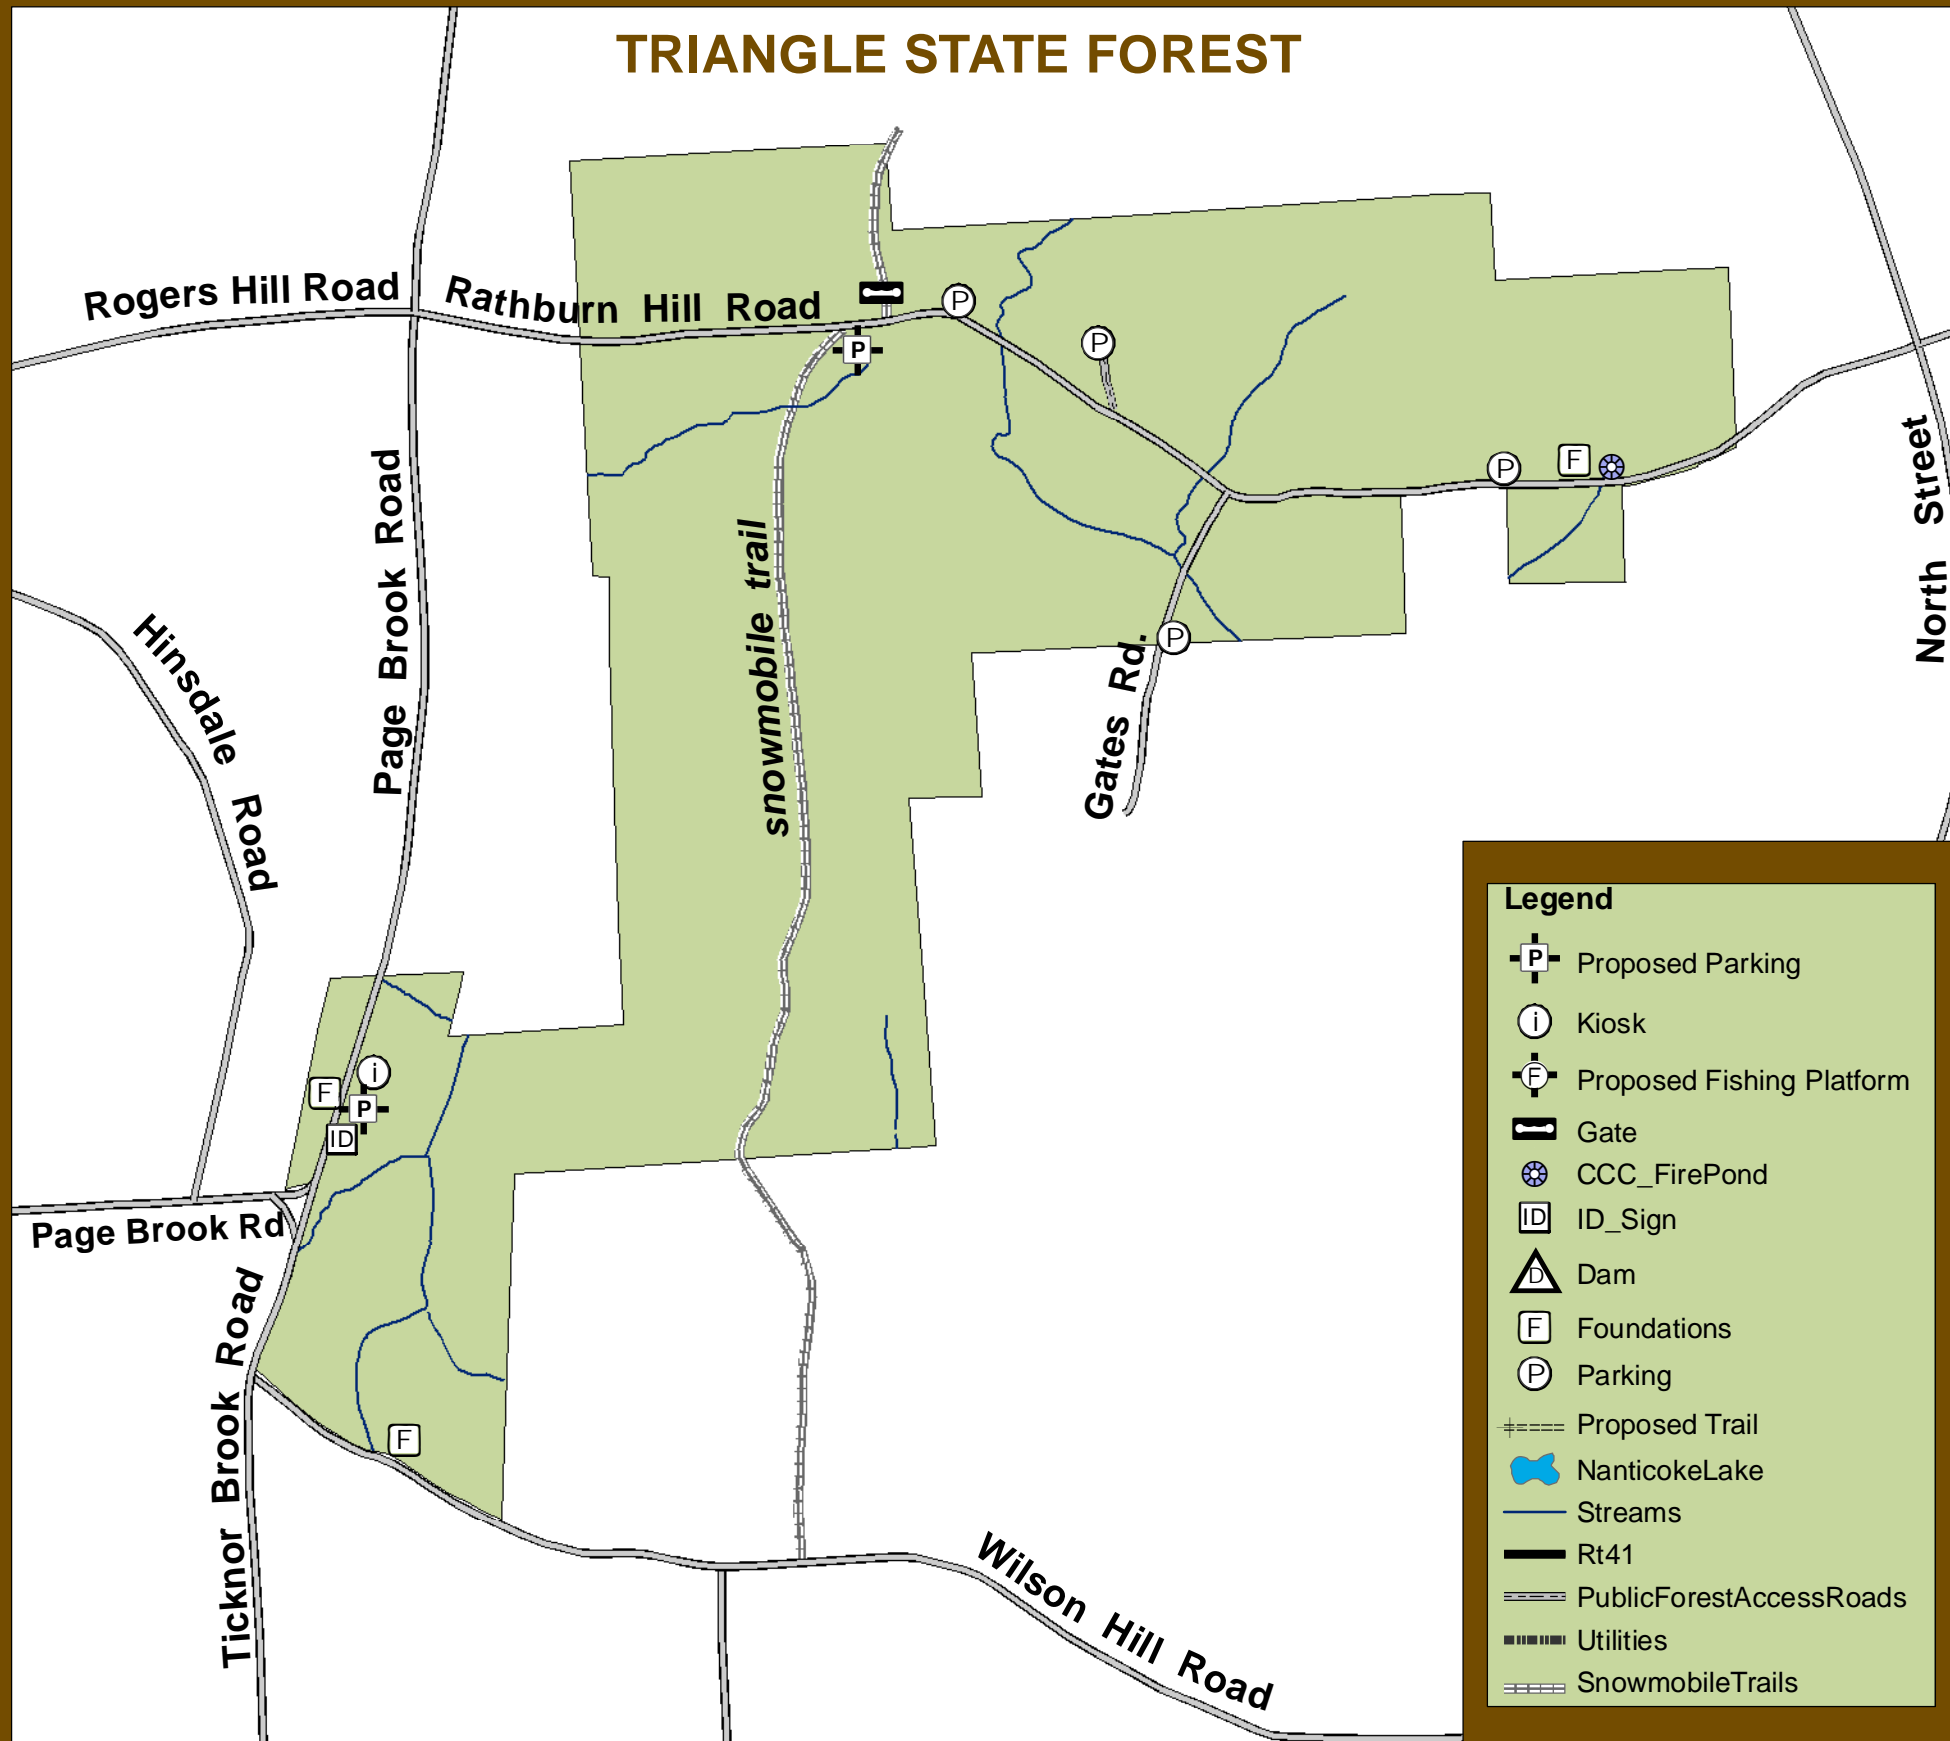 TRIANGLE STATE FOREST
Rogers Hill Road
Rathburn Hill Road
P
P
P
P
F
North Street
Page Brook Road
snowmobile trail
Hinsdale Road
P
Gates Rd.
i
F
P
ID
Page Brook Rd
Ticknor Brook Road
F
Wilson Hill Road
Legend
P Proposed Parking
i Kiosk
F Proposed Fishing Platform
Gate
CCC_FirePond
ID ID_Sign
D Dam
F Foundations
P Parking
Proposed Trail
NanticokeLake
Streams
Rt41
PublicForestAccessRoads
Utilities
SnowmobileTrails